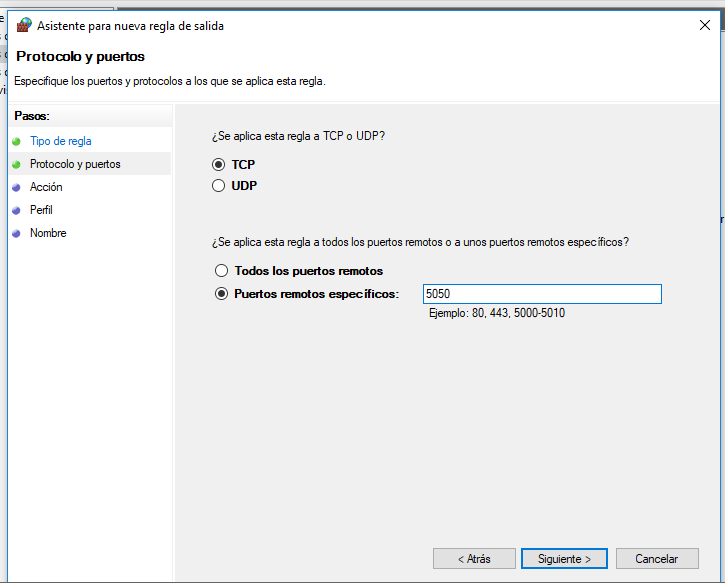 Asistente para nueva regla de salida
Protocolo y puertos
Especifique los puertos y protocolos a los que se aplica esta regla.
Pasos:
Tipo de regla
Protocolo y puertos
Acción
Perfil
Nombre
¿Se aplica esta regla a TCP o UDP?
TCP
UDP
¿Se aplica esta regla a todos los puertos remotos o a unos puertos remotos específicos?
Todos los puertos remotos
Puertos remotos específicos:
5050
Ejemplo: 80, 443, 5000-5010
< Atrás
Siguiente >
Cancelar